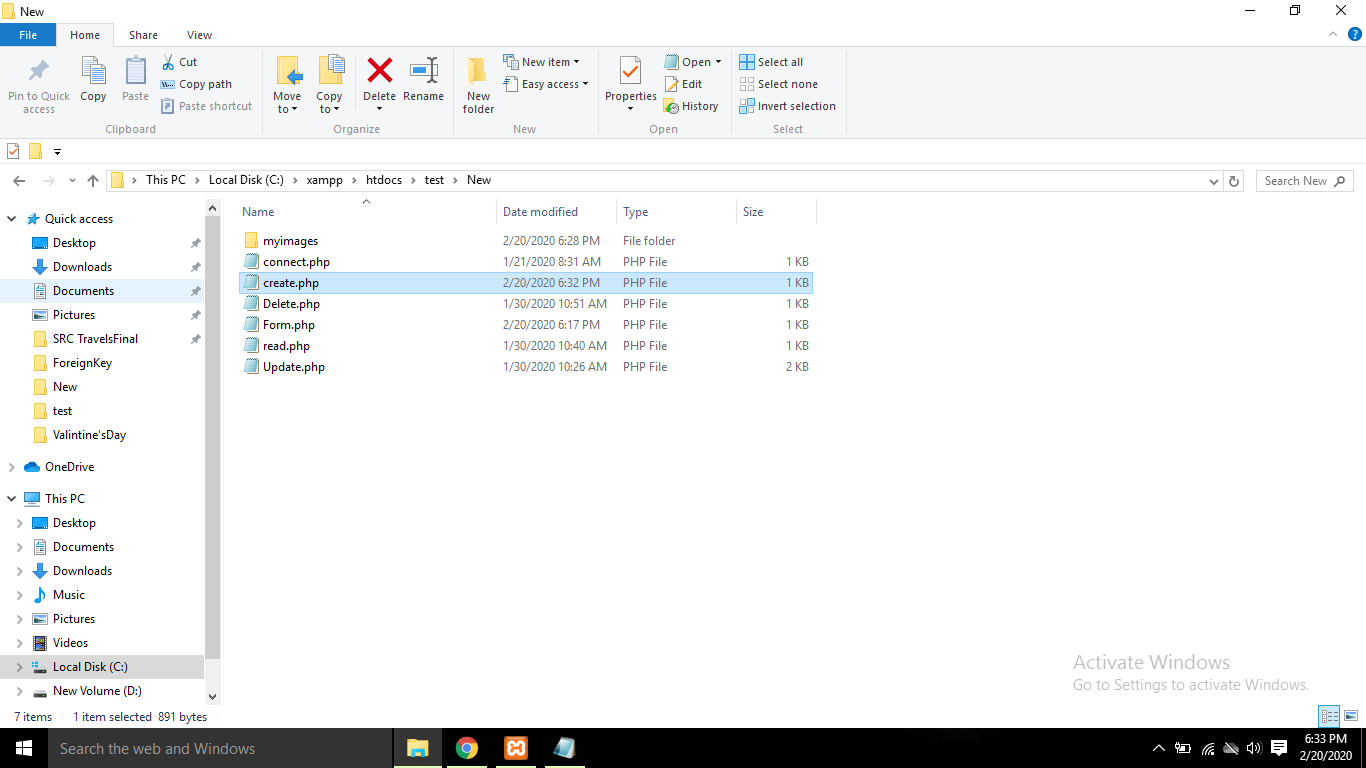 New
File Home Share View
Pin to Quick access
Copy
Paste
Cut
Copy path
Paste shortcut
Clipboard
Move to
Copy to
Delete
Rename
Organize
New folder
New item
Easy access
New
Properties
Open
Edit
History
Open
Select all
Select none
Invert selection
Select
This PC > Local Disk (C:) > xampp > htdocs > test > New
Search New
Quick access
Desktop
Downloads
Documents
Pictures
SRC TravelsFinal
ForeignKey
New
test
Valintine'sDay
OneDrive
This PC
Desktop
Documents
Downloads
Music
Pictures
Videos
Local Disk (C:)
New Volume (D:)
Name Date modified Type Size
myimages 2/20/2020 6:28 PM File folder
connect.php 1/21/2020 8:31 AM PHP File 1 KB
create.php 2/20/2020 6:32 PM PHP File 1 KB
Delete.php 1/30/2020 10:51 AM PHP File 1 KB
Form.php 2/20/2020 6:17 PM PHP File 1 KB
read.php 1/30/2020 10:40 AM PHP File 1 KB
Update.php 1/30/2020 10:26 AM PHP File 2 KB
Activate Windows
Go to Settings to activate Windows.
7 items 1 item selected 891 bytes
Search the web and Windows
6:33 PM
2/20/2020